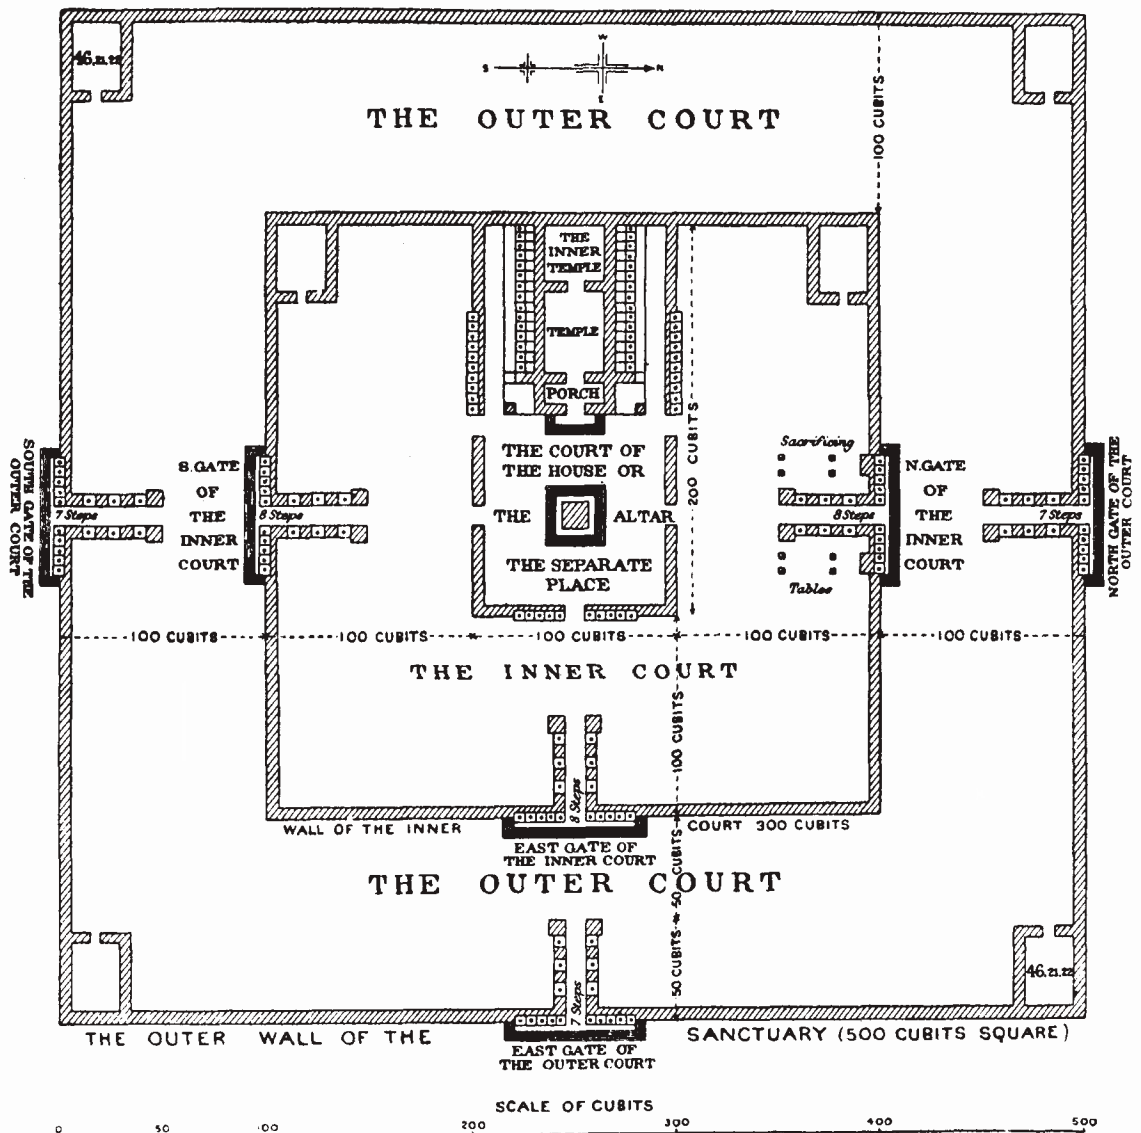 46.21.22
W
S
N
E
THE OUTER COURT
100 CUBITS
THE
INNER
TEMPLE
TEMPLE
PORCH
200 CUBITS
THE COURT OF
THE HOUSE OR
THE ALTAR
THE SEPARATE
PLACE
SOUTH GATE OF THE
OUTER COURT
7 Steps
S. GATE
OF
THE
INNER
COURT
8 Steps
Sacrificing
Tables
8 Steps
N. GATE
OF
THE
INNER
COURT
7 Steps
NORTH GATE OF THE
OUTER COURT
100 CUBITS
100 CUBITS
100 CUBITS
100 CUBITS
100 CUBITS
THE INNER COURT
100 CUBITS
8 Steps
WALL OF THE INNER
COURT 300 CUBITS
EAST GATE OF
THE INNER COURT
THE OUTER COURT
50 CUBITS
50 CUBITS
46.21.22
7 Steps
THE OUTER WALL OF THE
SANCTUARY (500 CUBITS SQUARE)
EAST GATE OF
THE OUTER COURT
SCALE OF CUBITS
0 50 100 200 300 400 500